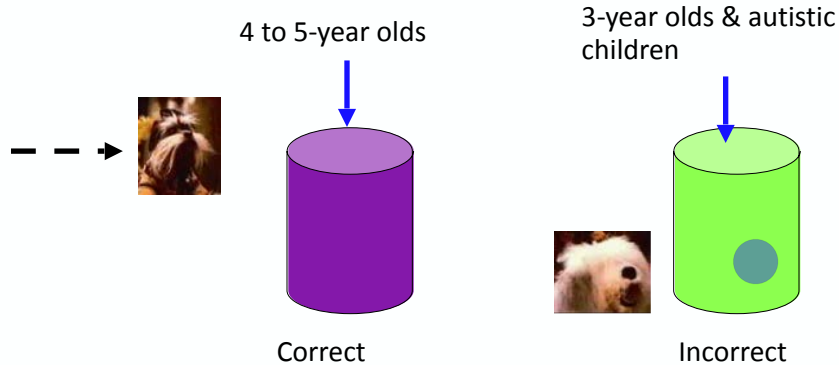 4 to 5-year olds
3-year olds & autistic
children
Correct
Incorrect